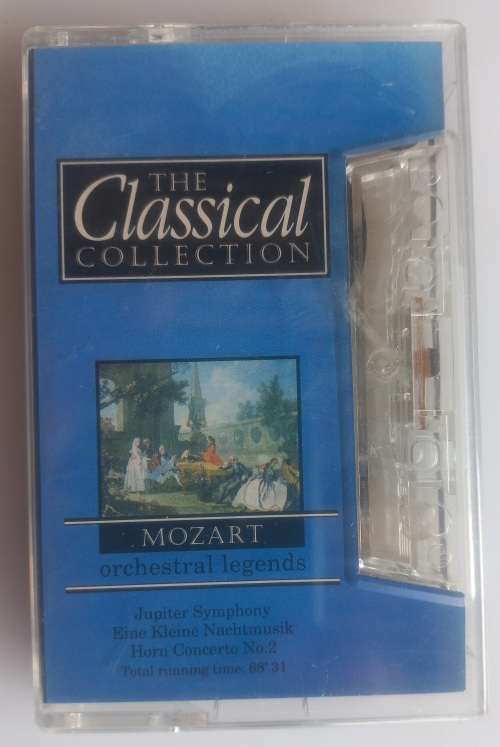 THE
Classical
COLLECTION
MOZART
orchestral legends
Jupiter Symphony
Eine Kleine Nachtmusik
Horn Concerto No.2
Total running time: 68' 31